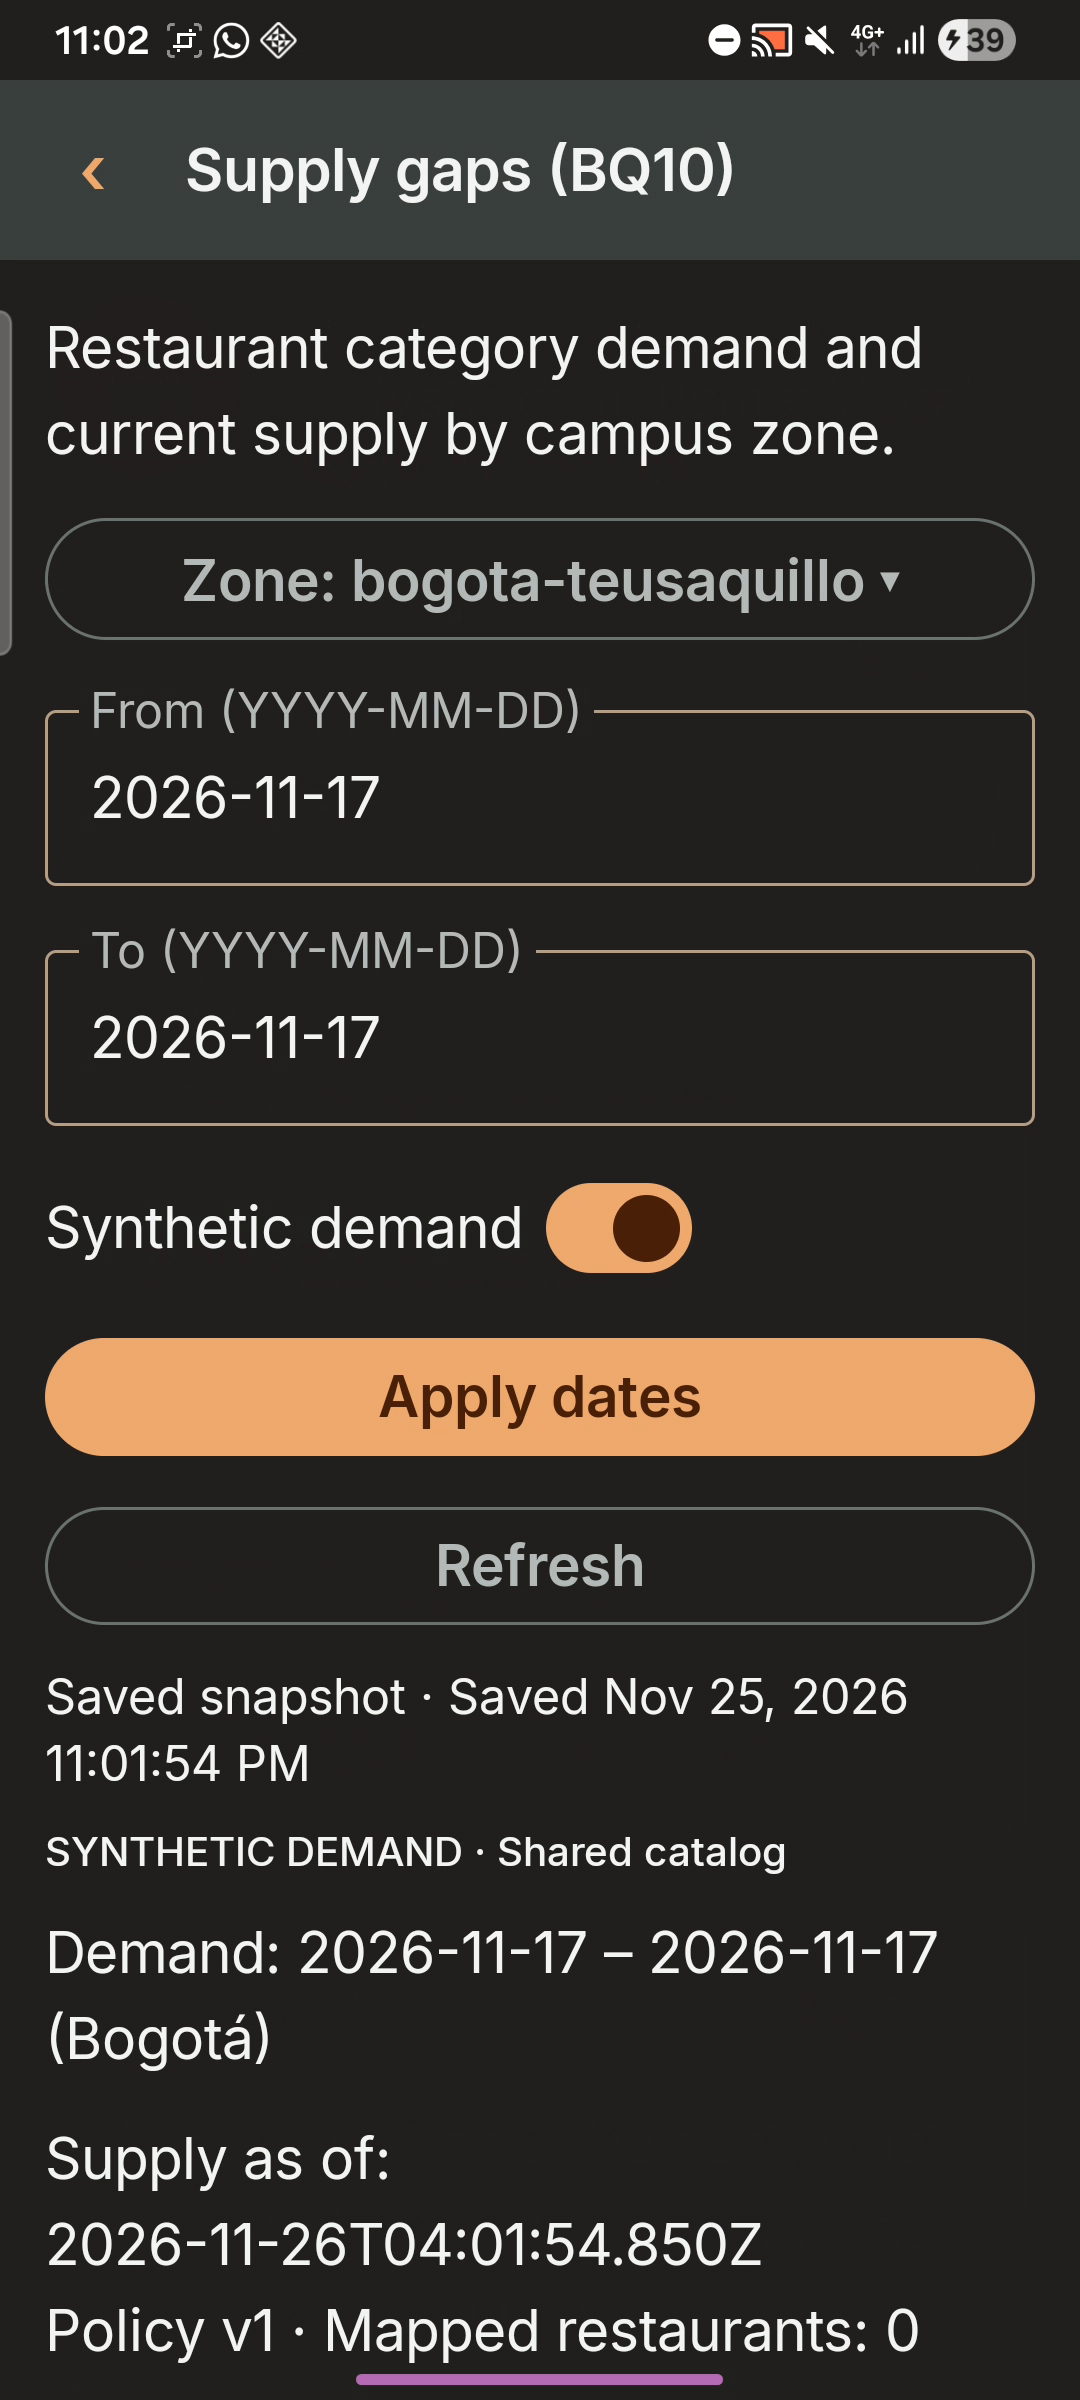 11:02
4G+
39
‹ Supply gaps (BQ10)
Restaurant category demand and
current supply by campus zone.
Zone: bogota-teusaquillo ▾
From (YYYY-MM-DD)
2026-11-17
To (YYYY-MM-DD)
2026-11-17
Synthetic demand
Apply dates
Refresh
Saved snapshot · Saved Nov 25, 2026
11:01:54 PM
SYNTHETIC DEMAND · Shared catalog
Demand: 2026-11-17 – 2026-11-17
(Bogotá)
Supply as of:
2026-11-26T04:01:54.850Z
Policy v1 · Mapped restaurants: 0